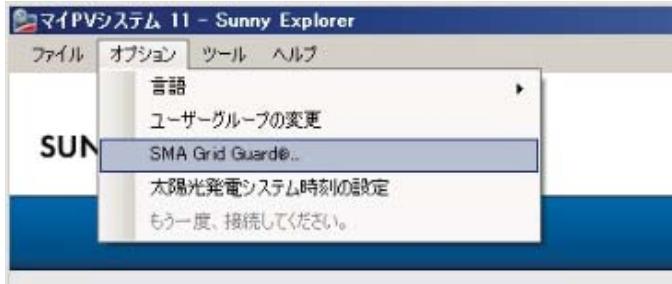 マイPVシステム 11 - Sunny Explorer
ファイル オプション ツール ヘルプ
言語
ユーザーグループの変更
SUN
SMA Grid Guard®...
太陽光発電システム時刻の設定
もう一度、接続してください。